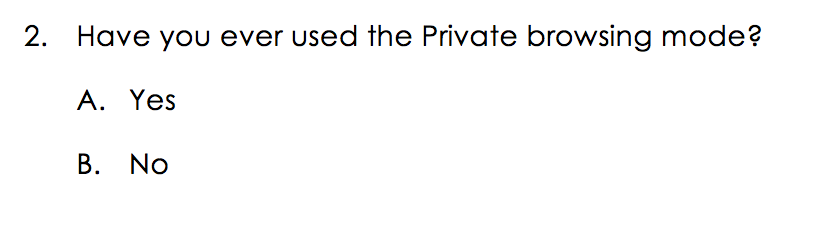 2. Have you ever used the Private browsing mode?
A. Yes
B. No